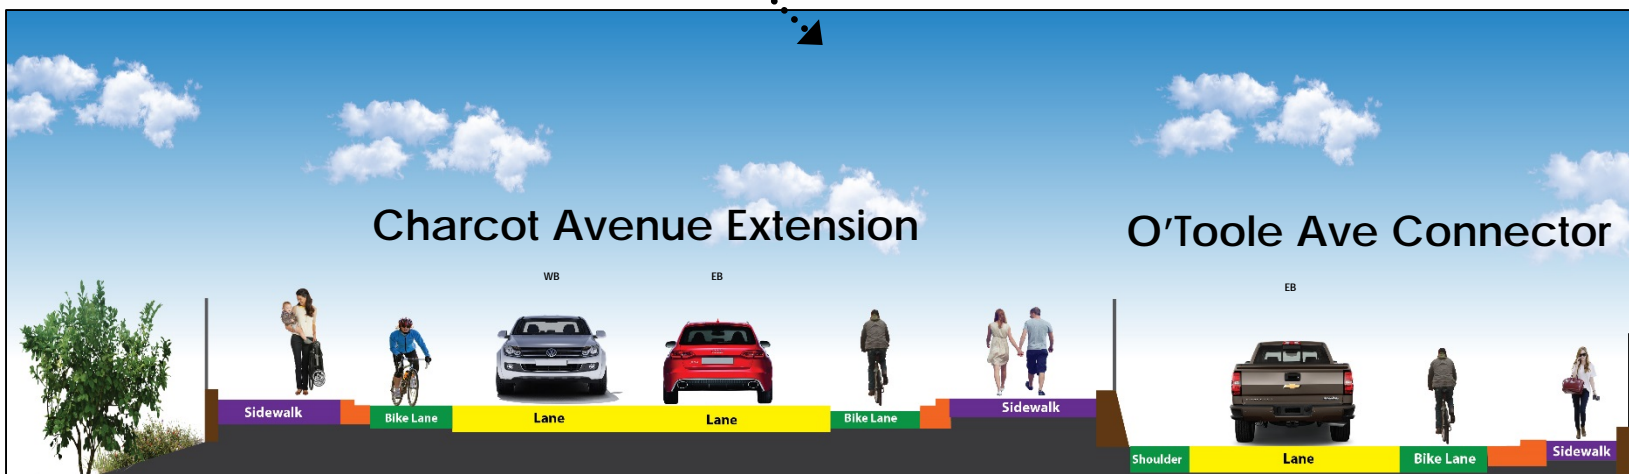 Charcot Avenue Extension
O'Toole Ave Connector
WB
EB
EB
Sidewalk
Bike Lane
Lane
Lane
Bike Lane
Sidewalk
Shoulder
Lane
Bike Lane
Sidewalk